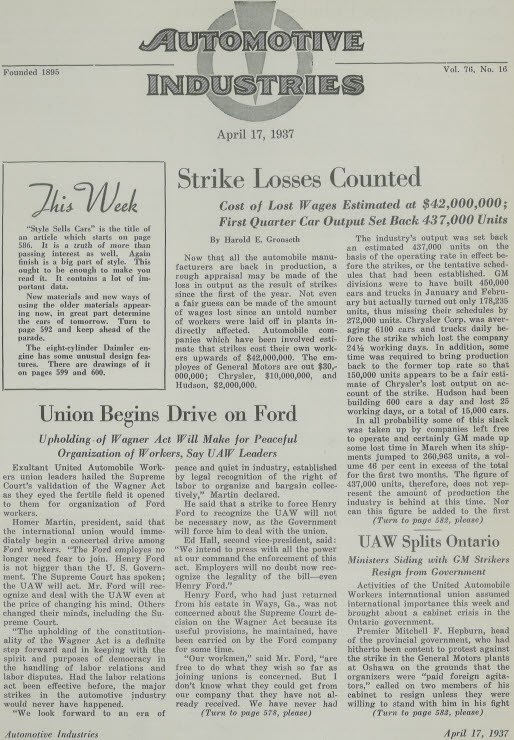 AUTOMOTIVE
INDUSTRIES
Founded 1895
Vol. 76, No. 16
April 17, 1937
This Week
"Style Sells Cars" is the title of
an article which starts on page
586. It is a truth of more than
passing interest as well. Again
finish is a big part of style. This
ought to be enough to make you
read it. It contains a lot of im-
portant data.
New materials and new ways of
using the older materials appear-
ing now, in great part determine
the cars of tomorrow. Turn to
page 592 and keep ahead of the
parade.
The eight-cylinder Daimler en-
gine has some unusual design fea-
tures. There are drawings of it
on pages 599 and 600.
Strike Losses Counted
Cost of Lost Wages Estimated at $42,000,000;
First Quarter Car Output Set Back 437,000 Units
By Harold E. Gronseth
Now that all the automobile manu-
facturers are back in production, a
rough appraisal may be made of the
loss in output as the result of strikes
since the first of the year. Not even
a fair guess can be made of the amount
of wages lost since an untold number
of workers were laid off in plants in-
directly affected. Automobile com-
panies which have been involved esti-
mate that strikes cost their own work-
ers upwards of $42,000,000. The em-
ployes of General Motors are out $30,-
000,000; Chrysler, $10,000,000, and
Hudson, $2,000,000.
The industry's output was set back
an estimated 437,000 units on the
basis of the operating rate in effect be-
fore the strikes, or the tentative sched-
ules that had been established. GM
divisions were to have built 450,000
cars and trucks in January and Febru-
ary but actually turned out only 178,235
units, thus missing their schedules by
272,000 units. Chrysler Corp. was aver-
aging 6100 cars and trucks daily be-
fore the strike which lost the company
24½ working days. In addition, some
time was required to bring production
back to the former top rate so that
150,000 units appears to be a fair esti-
mate of Chrysler's lost output on ac-
count of the strike. Hudson had been
building 600 cars a day and lost 25
working days, or a total of 15,000 cars.
In all probability some of this slack
was taken up by companies left free
to operate and certainly GM made up
some lost time in March when its ship-
ments jumped to 260,965 units, a vol-
ume 46 per cent in excess of the total
for the first two months. The figure of
437,000 units, therefore, does not rep-
resent the amount of production the
industry is behind at this time. Nor
can this figure be added to the first
(Turn to page 582, please)
Union Begins Drive on Ford
Upholding of Wagner Act Will Make for Peaceful
Organization of Workers, Say UAW Leaders
Exultant United Automobile Work-
ers union leaders hailed the Supreme
Court's validation of the Wagner Act
as they eyed the fertile field it opened
to them for organization of Ford
workers.
Homer Martin, president, said that
the international union would imme-
diately begin a concerted drive among
Ford workers. "The Ford employes no
longer need fear to join. Henry Ford
is not bigger than the U. S. Govern-
ment. The Supreme Court has spoken;
the UAW will act. Mr. Ford will rec-
ognize and deal with the UAW even at
the price of changing his mind. Others
changed their minds, including the Su-
preme Court.
"The upholding of the constitution-
ality of the Wagner Act is a definite
step forward and in keeping with the
spirit and purposes of democracy in
the handling of labor relations and
labor disputes. Had the labor relations
act been effective before, the major
strikes in the automotive industry
would never have happened.
"We look forward to an era of
peace and quiet in industry, established
by legal recognition of the right of
labor to organize and bargain collec-
tively," Martin declared.
He said that a strike to force Henry
Ford to recognize the UAW will not
be necessary now, as the Government
will force him to deal with the union.
Ed Hall, second vice-president, said:
"We intend to press with all the power
at our command the enforcement of this
act. Employers will no doubt now rec-
ognize the legality of the bill—even
Henry Ford."
Henry Ford, who had just returned
from his estate in Ways, Ga., was not
concerned about the Supreme Court de-
cision on the Wagner Act because its
useful provisions, he maintained, have
been carried on by the Ford company
for some time.
"Our workmen," said Mr. Ford, "are
free to do what they wish so far as
joining unions is concerned. But I
don't know what they could get from
our company that they have not al-
ready received. We have never had
(Turn to page 578, please)
UAW Splits Ontario
Ministers Siding with GM Strikers
Resign from Government
Activities of the United Automobile
Workers international union assumed
international importance this week and
brought about a cabinet crisis in the
Ontario government.
Premier Mitchell F. Hepburn, head
of the provincial government, who had
hitherto been content to protest against
the strike in the General Motors plants
at Oshawa on the grounds that the
organizers were "paid foreign agita-
tors," called on two members of his
cabinet to resign unless they were
willing to stand with him in his fight
(Turn to page 583, please)
Automotive Industries
April 17, 1937